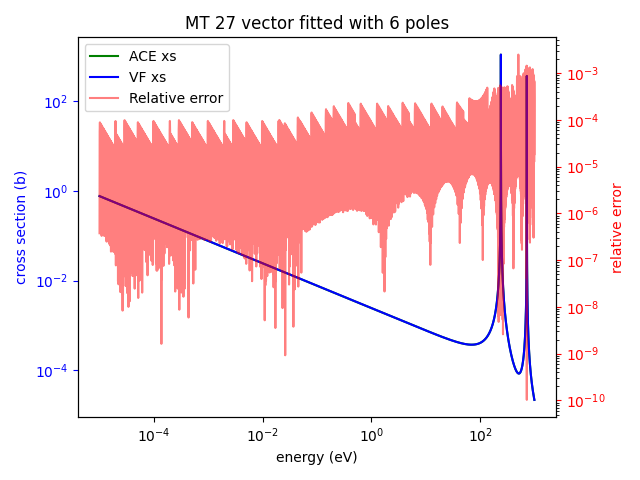 MT 27 vector fitted with 6 poles
ACE xs
VF xs
Relative error
cross section (b)
10^2
10^0
10^-2
10^-4
10^-3
10^-4
10^-5
10^-6
10^-7
10^-8
10^-9
10^-10
relative error
10^-4 10^-2 10^0 10^2
energy (eV)